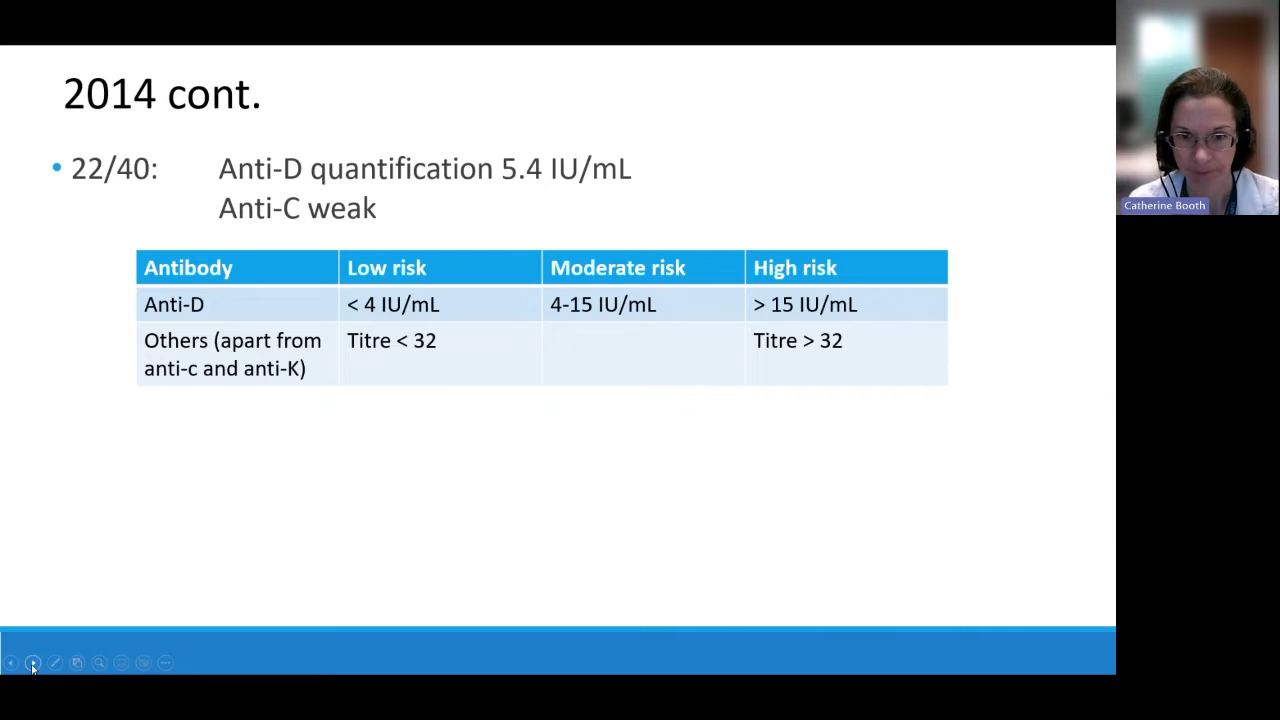 2014 cont.
• 22/40: Anti-D quantification 5.4 IU/mL
Anti-C weak
Antibody Low risk Moderate risk High risk
Anti-D < 4 IU/mL 4-15 IU/mL > 15 IU/mL
Others (apart from Titre < 32 Titre > 32
anti-c and anti-K)
Catherine Booth